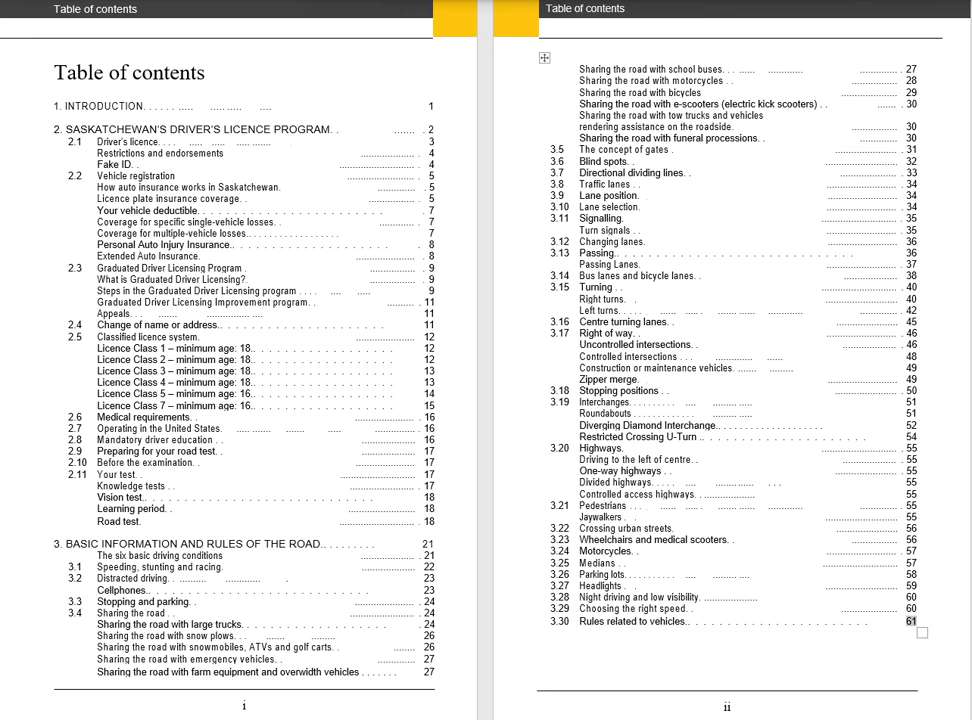 Table of contents
Table of contents
1. INTRODUCTION 1
2. SASKATCHEWAN'S DRIVER'S LICENCE PROGRAM 2
2.1 Driver's licence 3
Restrictions and endorsements 4
Fake ID 4
2.2 Vehicle registration 5
How auto insurance works in Saskatchewan. 5
Licence plate insurance coverage 5
Your vehicle deductible 7
Coverage for specific single-vehicle losses 7
Coverage for multiple-vehicle losses 7
Personal Auto Injury Insurance 8
Extended Auto Insurance. 8
2.3 Graduated Driver Licensing Program 9
What is Graduated Driver Licensing? 9
Steps in the Graduated Driver Licensing program 9
Graduated Driver Licensing Improvement program 11
Appeals 11
2.4 Change of name or address 11
2.5 Classified licence system. 12
Licence Class 1 – minimum age: 18 12
Licence Class 2 – minimum age: 18 12
Licence Class 3 – minimum age: 18 13
Licence Class 4 – minimum age: 18 13
Licence Class 5 – minimum age: 16 14
Licence Class 7 – minimum age: 16 15
2.6 Medical requirements 16
2.7 Operating in the United States. 16
2.8 Mandatory driver education 16
2.9 Preparing for your road test 17
2.10 Before the examination 17
2.11 Your test 17
Knowledge tests 17
Vision test 18
Learning period 18
Road test. 18
3. BASIC INFORMATION AND RULES OF THE ROAD 21
The six basic driving conditions 21
3.1 Speeding, stunting and racing. 22
3.2 Distracted driving 23
Cellphones 23
3.3 Stopping and parking 24
3.4 Sharing the road 24
Sharing the road with large trucks 24
Sharing the road with snow plows 26
Sharing the road with snowmobiles, ATVs and golf carts 26
Sharing the road with emergency vehicles 27
Sharing the road with farm equipment and overwidth vehicles 27
i
Table of contents
Sharing the road with school buses 27
Sharing the road with motorcycles 28
Sharing the road with bicycles 29
Sharing the road with e-scooters (electric kick scooters) 30
Sharing the road with tow trucks and vehicles
rendering assistance on the roadside. 30
Sharing the road with funeral processions 30
3.5 The concept of gates 31
3.6 Blind spots 32
3.7 Directional dividing lines 33
3.8 Traffic lanes 34
3.9 Lane position. 34
3.10 Lane selection. 34
3.11 Signalling. 35
Turn signals 35
3.12 Changing lanes. 36
3.13 Passing 36
Passing Lanes. 37
3.14 Bus lanes and bicycle lanes 38
3.15 Turning 40
Right turns 40
Left turns 42
3.16 Centre turning lanes 45
3.17 Right of way 46
Uncontrolled intersections 46
Controlled intersections 48
Construction or maintenance vehicles 49
Zipper merge. 49
3.18 Stopping positions 50
3.19 Interchanges 51
Roundabouts 51
Diverging Diamond Interchange 52
Restricted Crossing U-Turn 54
3.20 Highways. 55
Driving to the left of centre 55
One-way highways 55
Divided highways 55
Controlled access highways 55
3.21 Pedestrians 55
Jaywalkers 55
3.22 Crossing urban streets. 56
3.23 Wheelchairs and medical scooters 56
3.24 Motorcycles 57
3.25 Medians 57
3.26 Parking lots 58
3.27 Headlights 59
3.28 Night driving and low visibility 60
3.29 Choosing the right speed 60
3.30 Rules related to vehicles 61
ii